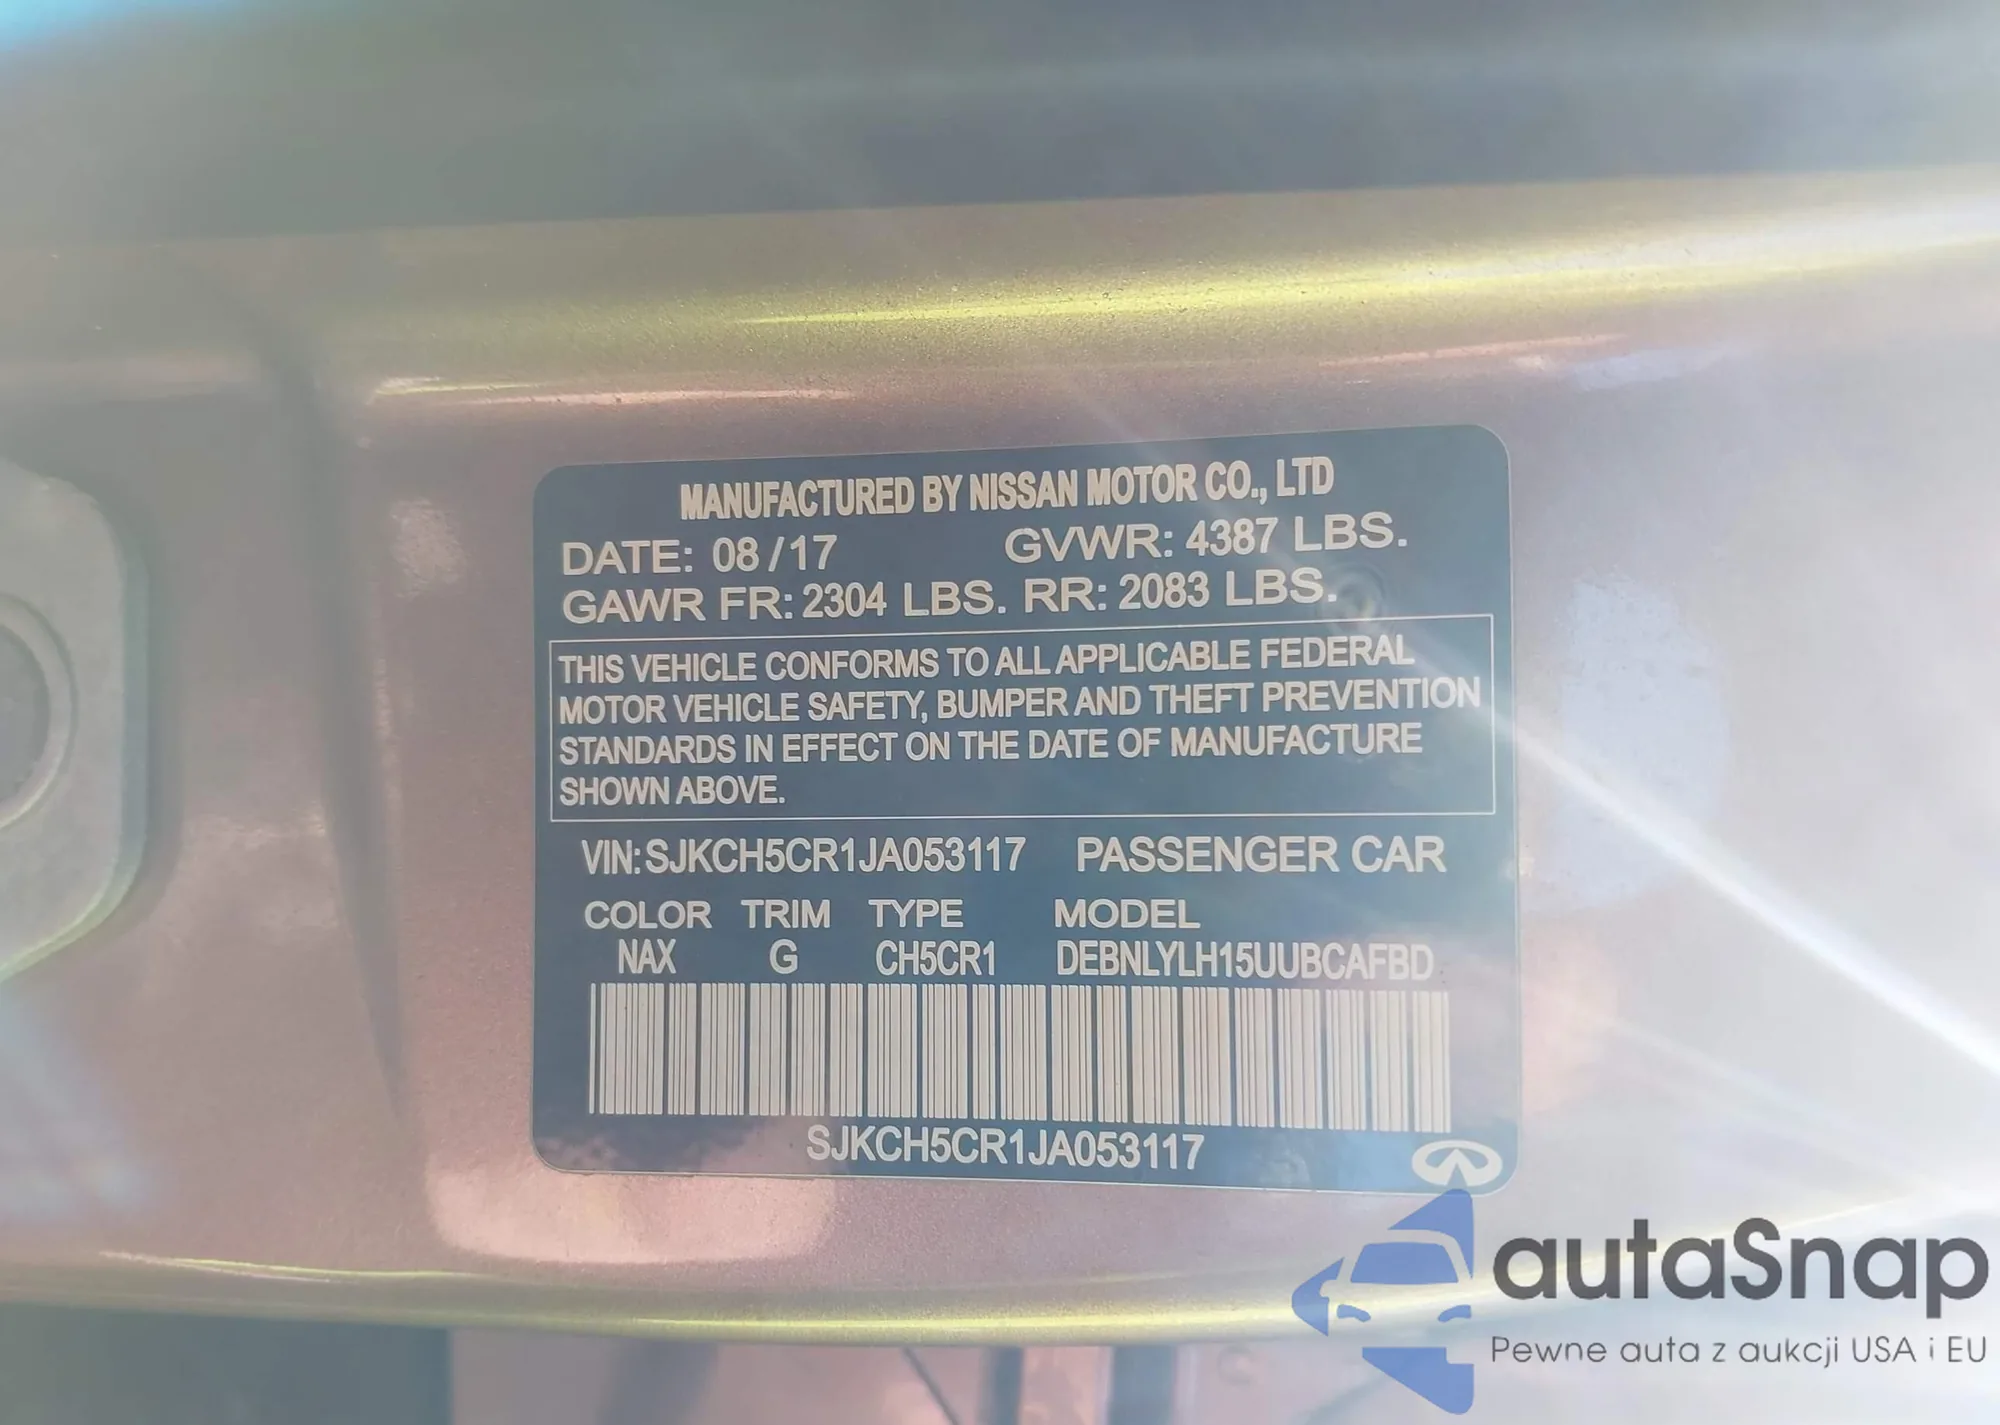 MANUFACTURED BY NISSAN MOTOR CO., LTD
DATE: 08/17 GVWR: 4387 LBS.
GAWR FR: 2304 LBS. RR: 2083 LBS.
THIS VEHICLE CONFORMS TO ALL APPLICABLE FEDERAL
MOTOR VEHICLE SAFETY, BUMPER AND THEFT PREVENTION
STANDARDS IN EFFECT ON THE DATE OF MANUFACTURE
SHOWN ABOVE.
VIN: SJKCH5CR1JA053117 PASSENGER CAR
COLOR TRIM TYPE MODEL
NAX G CH5CR1 DEBNLYLH15UUBCAFBD
SJKCH5CR1JA053117
autaSnap
Pewne auta z aukcji USA i EU